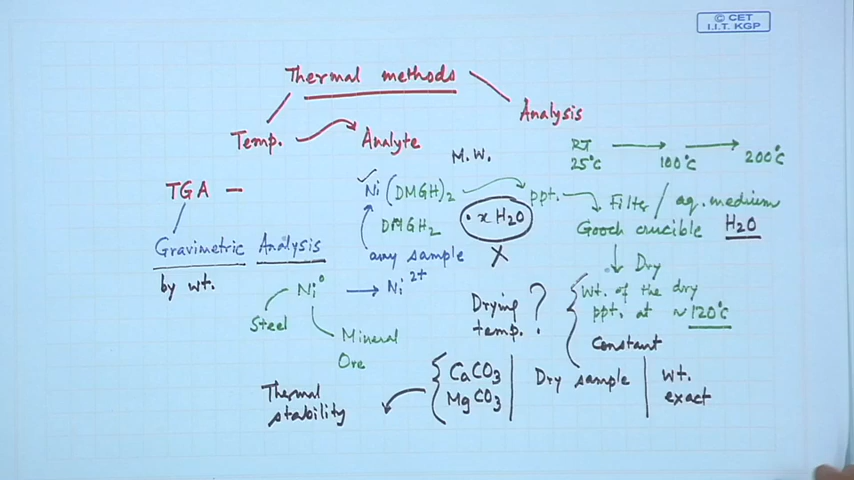 © CET
I.I.T. KGP
Thermal methods
Temp.
Analyte
Analysis
M.W.
RT
25°C
100°C
200°C
TGA —
Ni (DMGH)2
ppt.
Filter / aq. medium
DMGH2
• x H2O
Gooch crucible
H2O
Gravimetric Analysis
any sample
X
by wt.
Ni° → Ni2+
Dry
Drying
temp. ?
Wt. of the dry
ppt. at ~ 120°C
Constant
Steel
Mineral
Ore
Thermal
stability
CaCO3
MgCO3
Dry sample
wt.
exact